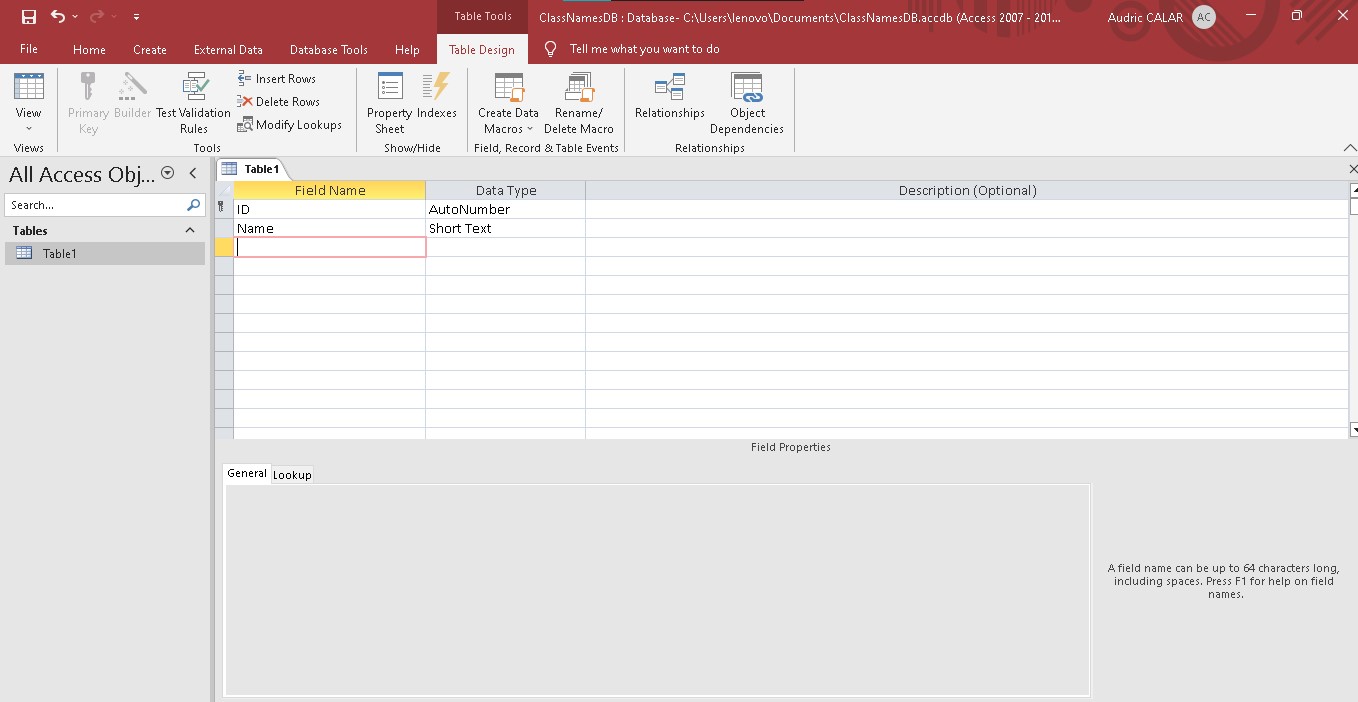 Table Tools
ClassNamesDB : Database- C:\Users\lenovo\Documents\ClassNamesDB.accdb (Access 2007 - 201...
Audric CALAR
AC
File Home Create External Data Database Tools Help Table Design Tell me what you want to do
View
Primary Key
Builder
Test Validation Rules
Insert Rows
Delete Rows
Modify Lookups
Property Sheet
Indexes
Create Data Macros
Rename/ Delete Macro
Relationships
Object Dependencies
Views
Tools
Show/Hide
Field, Record & Table Events
Relationships
All Access Obj...
Search...
Tables
Table1
Table1
Field Name Data Type Description (Optional)
ID AutoNumber
Name Short Text
Field Properties
General Lookup
A field name can be up to 64 characters long,
including spaces. Press F1 for help on field
names.